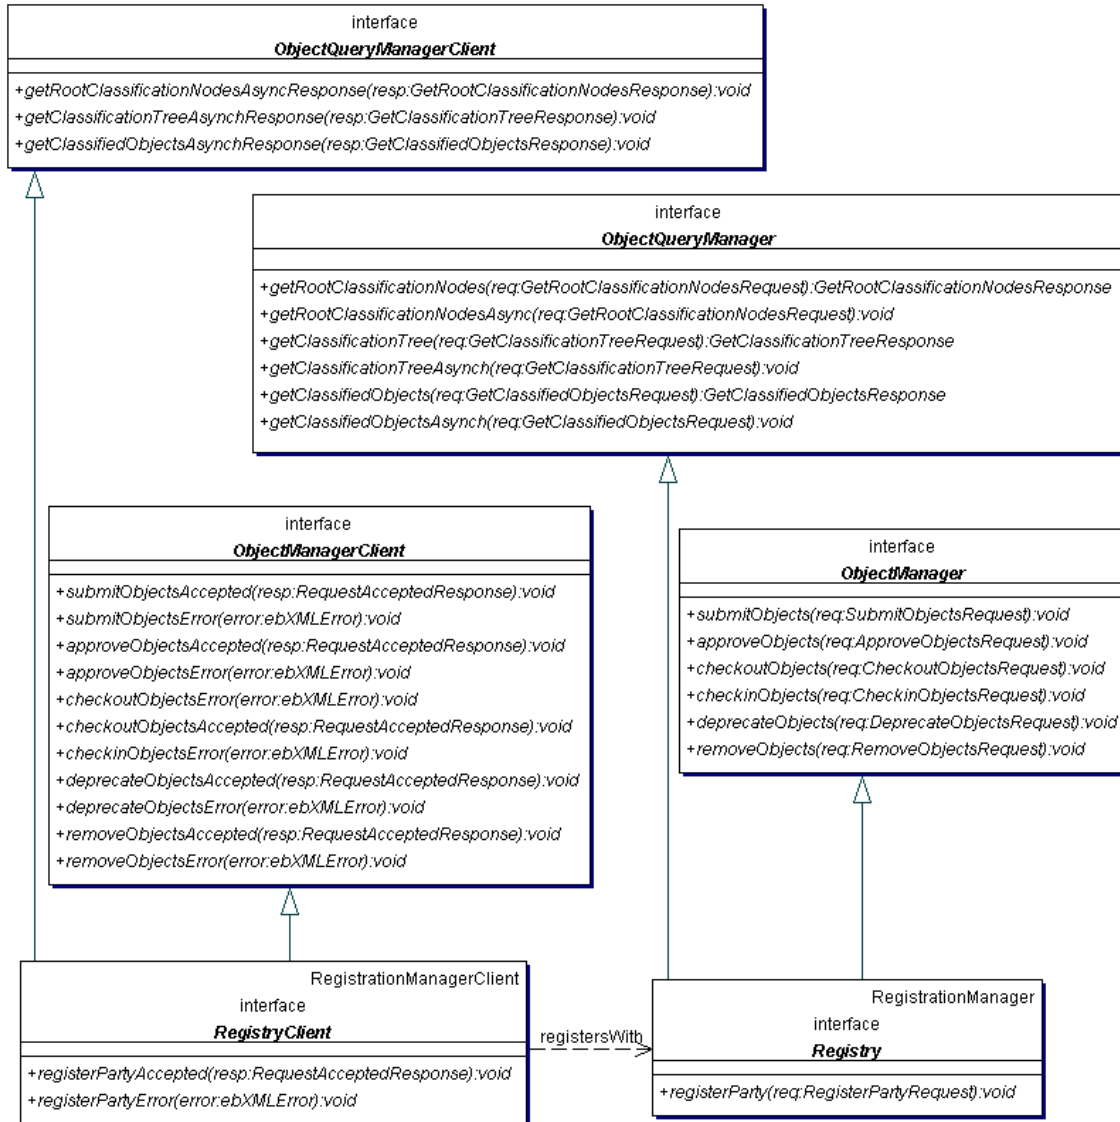 interface
ObjectQueryManagerClient
+getRootClassificationNodesAsyncResponse(resp:GetRootClassificationNodesResponse):void
+getClassificationTreeAsynchResponse(resp:GetClassificationTreeResponse):void
+getClassifiedObjectsAsynchResponse(resp:GetClassifiedObjectsResponse):void
interface
ObjectQueryManager
+getRootClassificationNodes(req:GetRootClassificationNodesRequest):GetRootClassificationNodesResponse
+getRootClassificationNodesAsync(req:GetRootClassificationNodesRequest):void
+getClassificationTree(req:GetClassificationTreeRequest):GetClassificationTreeResponse
+getClassificationTreeAsynch(req:GetClassificationTreeRequest):void
+getClassifiedObjects(req:GetClassifiedObjectsRequest):GetClassifiedObjectsResponse
+getClassifiedObjectsAsynch(req:GetClassifiedObjectsRequest):void
interface
ObjectManagerClient
+submitObjectsAccepted(resp:RequestAcceptedResponse):void
+submitObjectsError(error:ebXMLError):void
+approveObjectsAccepted(resp:RequestAcceptedResponse):void
+approveObjectsError(error:ebXMLError):void
+checkoutObjectsError(error:ebXMLError):void
+checkoutObjectsAccepted(resp:RequestAcceptedResponse):void
+checkinObjectsError(error:ebXMLError):void
+deprecateObjectsAccepted(resp:RequestAcceptedResponse):void
+deprecateObjectsError(error:ebXMLError):void
+removeObjectsAccepted(resp:RequestAcceptedResponse):void
+removeObjectsError(error:ebXMLError):void
interface
ObjectManager
+submitObjects(req:SubmitObjectsRequest):void
+approveObjects(req:ApproveObjectsRequest):void
+checkoutObjects(req:CheckoutObjectsRequest):void
+checkinObjects(req:CheckinObjectsRequest):void
+deprecateObjects(req:DeprecateObjectsRequest):void
+removeObjects(req:RemoveObjectsRequest):void
RegistrationManagerClient
interface
RegistryClient
+registerPartyAccepted(resp:RequestAcceptedResponse):void
+registerPartyError(error:ebXMLError):void
registersWith
RegistrationManager
interface
Registry
+registerParty(req:RegisterPartyRequest):void